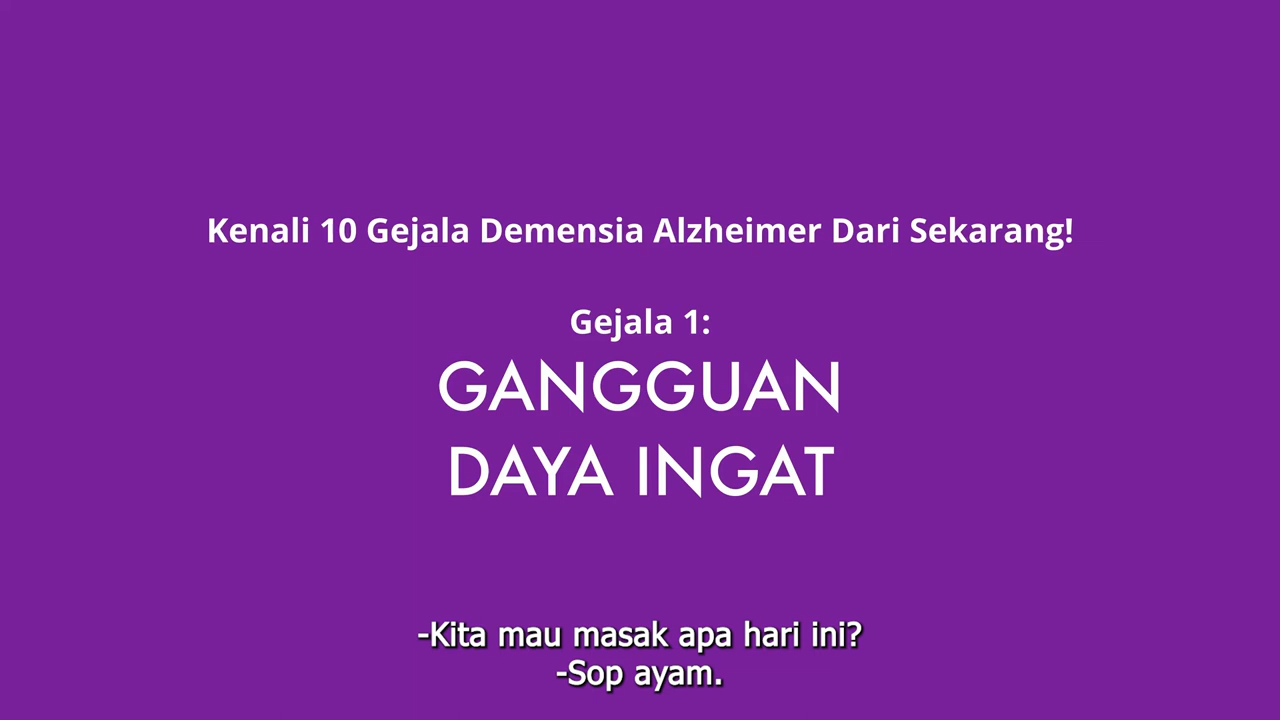 Kenali 10 Gejala Demensia Alzheimer Dari Sekarang!
Gejala 1:
GANGGUAN
DAYA INGAT
-Kita mau masak apa hari ini?
-Sop ayam.